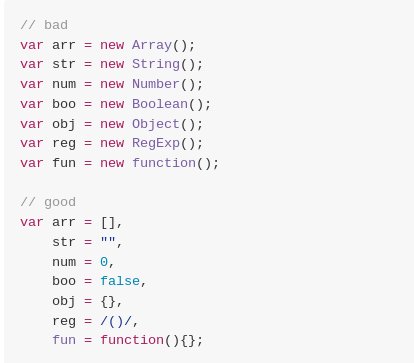 // bad
var arr = new Array();
var str = new String();
var num = new Number();
var boo = new Boolean();
var obj = new Object();
var reg = new RegExp();
var fun = new function();

// good
var arr = [],
    str = "",
    num = 0,
    boo = false,
    obj = {},
    reg = /()/,
    fun = function(){};